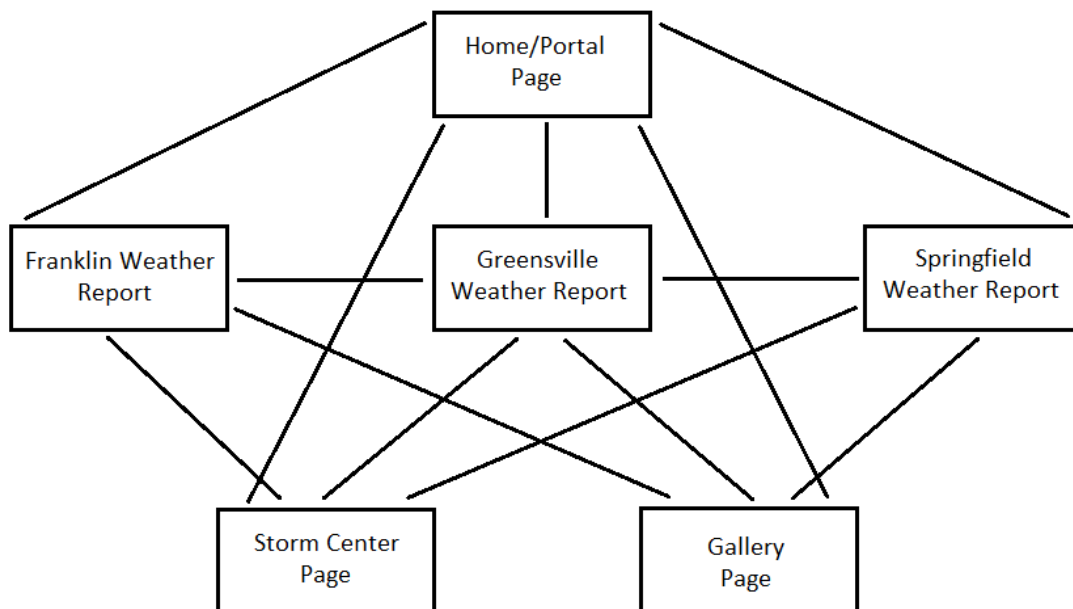 Home/Portal
Page
Franklin Weather
Report
Greensville
Weather Report
Springfield
Weather Report
Storm Center
Page
Gallery
Page